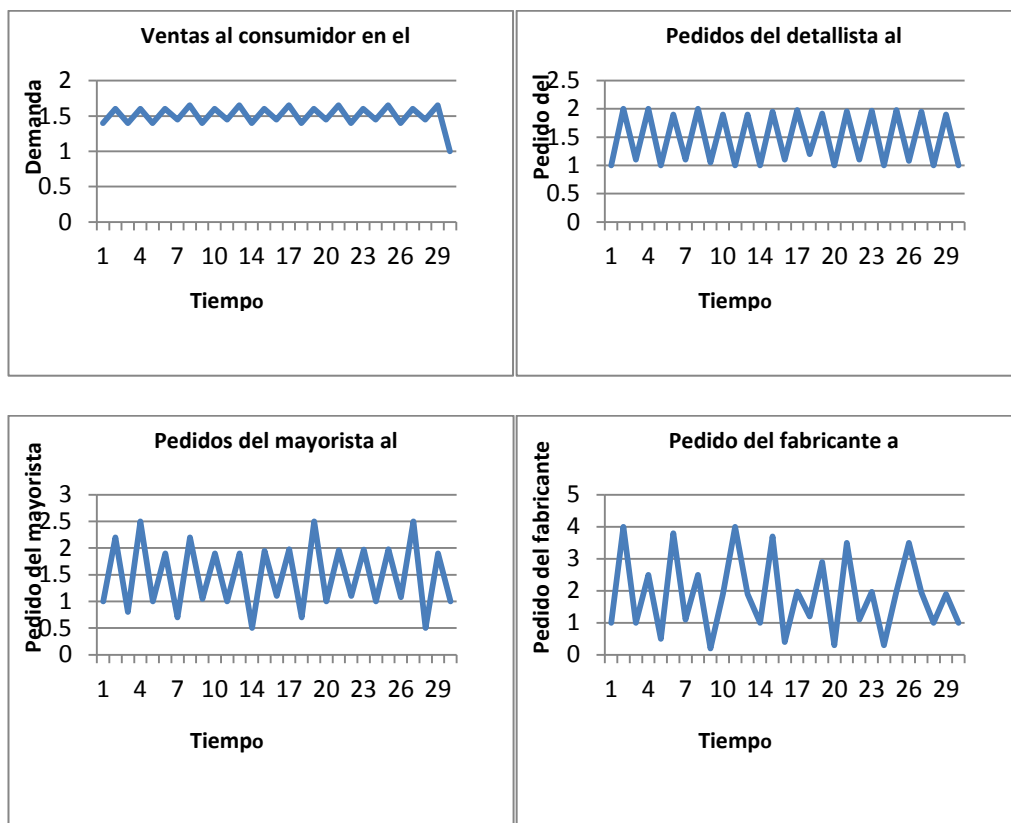 Ventas al consumidor en el
Demanda
2
1.5
1
0.5
0
1 4 7 10 14 17 20 23 26 29
Tiempo
Pedidos del detallista al
Pedido del
2.5
2
1.5
1
0.5
0
1 4 7 10 14 17 20 23 26 29
Tiempo
Pedidos del mayorista al
Pedido del mayorista
3
2.5
2
1.5
1
0.5
0
1 4 7 10 14 17 20 23 26 29
Tiempo
Pedido del fabricante a
Pedido del fabricante
5
4
3
2
1
0
1 4 7 10 14 17 20 23 26 29
Tiempo